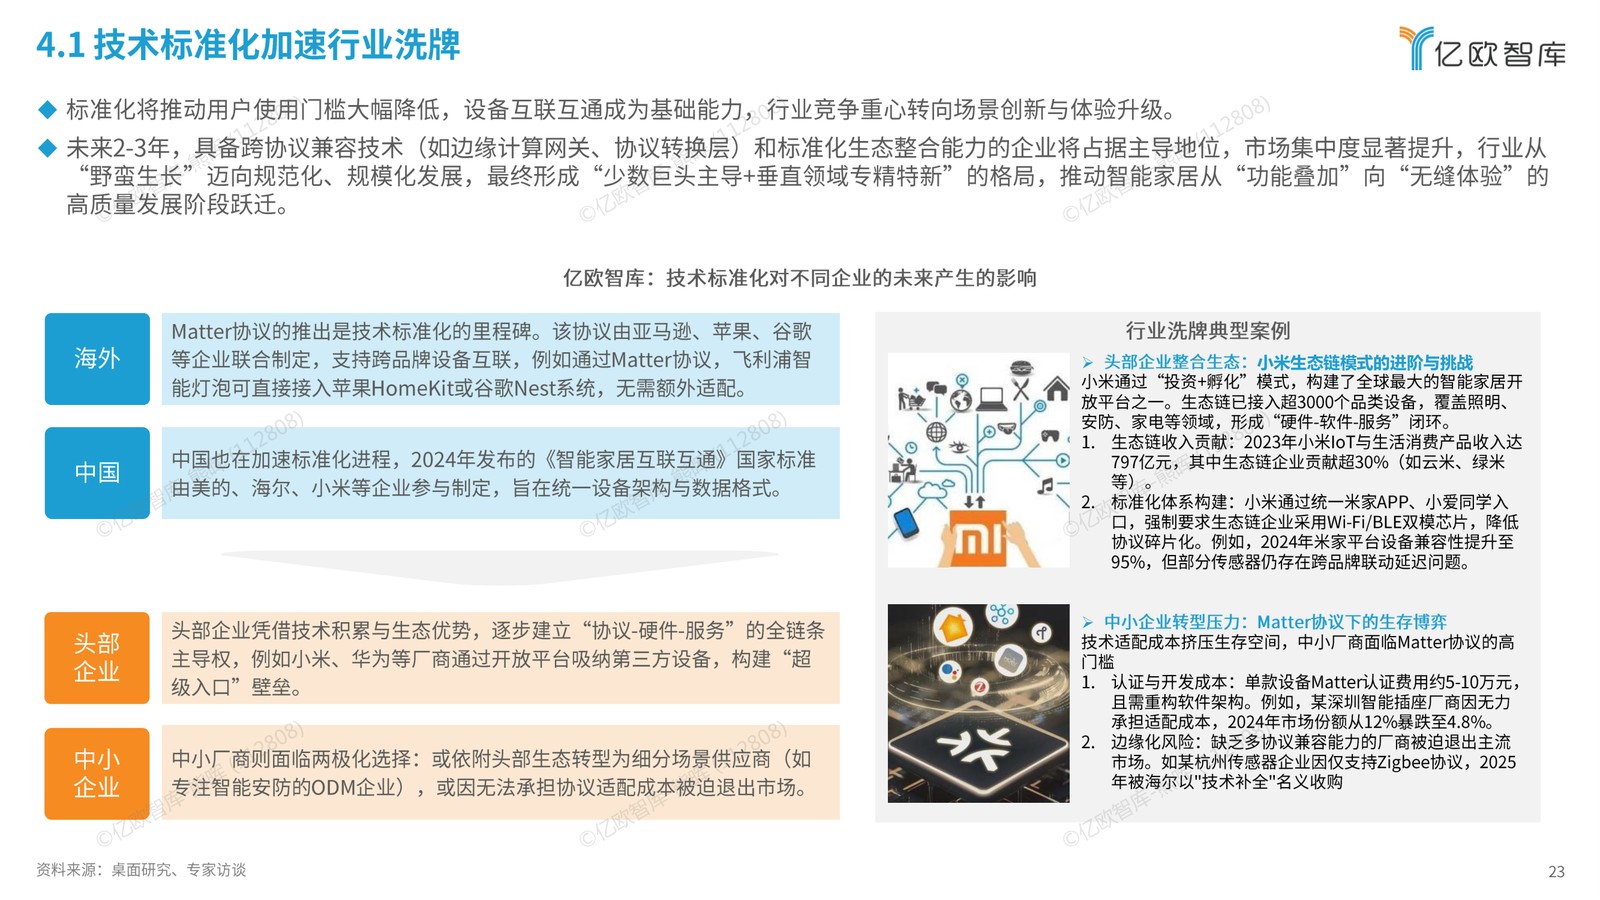 4.1 技术标准化加速行业洗牌
亿欧智库
◆ 标准化将推动用户使用门槛大幅降低，设备互联互通成为基础能力，行业竞争重心转向场景创新与体验升级。
◆ 未来2-3年，具备跨协议兼容技术（如边缘计算网关、协议转换层）和标准化生态整合能力的企业将占据主导地位，市场集中度显著提升，行业从
“野蛮生长”迈向规范化、规模化发展，最终形成“少数巨头主导+垂直领域专精特新”的格局，推动智能家居从“功能叠加”向“无缝体验”的
高质量发展阶段跃迁。
亿欧智库：技术标准化对不同企业的未来产生的影响
海外
Matter协议的推出是技术标准化的里程碑。该协议由亚马逊、苹果、谷歌
等企业联合制定，支持跨品牌设备互联，例如通过Matter协议，飞利浦智
能灯泡可直接接入苹果HomeKit或谷歌Nest系统，无需额外适配。
中国
中国也在加速标准化进程，2024年发布的《智能家居互联互通》国家标准
由美的、海尔、小米等企业参与制定，旨在统一设备架构与数据格式。
头部
企业
头部企业凭借技术积累与生态优势，逐步建立“协议-硬件-服务”的全链条
主导权，例如小米、华为等厂商通过开放平台吸纳第三方设备，构建“超
级入口”壁垒。
中小
企业
中小厂商则面临两极化选择：或依附头部生态转型为细分场景供应商（如
专注智能安防的ODM企业），或因无法承担协议适配成本被迫退出市场。
行业洗牌典型案例
➢ 头部企业整合生态：小米生态链模式的进阶与挑战
小米通过“投资+孵化”模式，构建了全球最大的智能家居开
放平台之一。生态链已接入超3000个品类设备，覆盖照明、
安防、家电等领域，形成“硬件-软件-服务”闭环。
1. 生态链收入贡献：2023年小米IoT与生活消费产品收入达
797亿元，其中生态链企业贡献超30%（如云米、绿米
等）。
2. 标准化体系构建：小米通过统一米家APP、小爱同学入
口，强制要求生态链企业采用Wi-Fi/BLE双模芯片，降低
协议碎片化。例如，2024年米家平台设备兼容性提升至
95%，但部分传感器仍存在跨品牌联动延迟问题。
➢ 中小企业转型压力：Matter协议下的生存博弈
技术适配成本挤压生存空间，中小厂商面临Matter协议的高
门槛
1. 认证与开发成本：单款设备Matter认证费用约5-10万元，
且需重构软件架构。例如，某深圳智能插座厂商因无力
承担适配成本，2024年市场份额从12%暴跌至4.8%。
2. 边缘化风险：缺乏多协议兼容能力的厂商被迫退出主流
市场。如某杭州传感器企业因仅支持Zigbee协议，2025
年被海尔以"技术补全"名义收购
资料来源：桌面研究、专家访谈
23